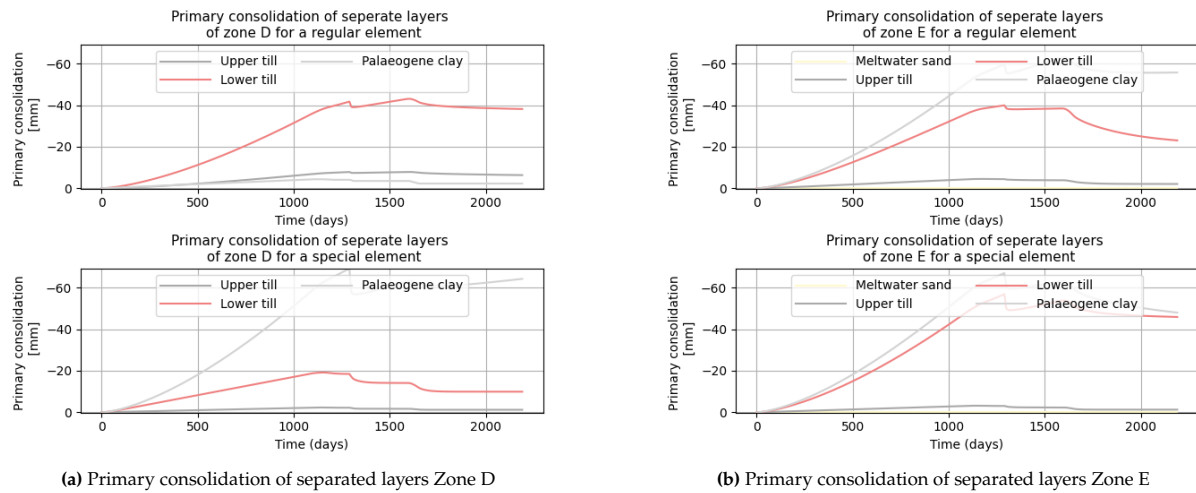 Primary consolidation of seperate layers
of zone D for a regular element
Upper till
Lower till
Palaeogene clay
Primary consolidation
[mm]
−60
−40
−20
0
0
500
1000
1500
2000
Time (days)
Primary consolidation of seperate layers
of zone D for a special element
Upper till
Lower till
Palaeogene clay
Primary consolidation
[mm]
−60
−40
−20
0
0
500
1000
1500
2000
Time (days)
(a) Primary consolidation of separated layers Zone D
Primary consolidation of seperate layers
of zone E for a regular element
Meltwater sand
Upper till
Lower till
Palaeogene clay
Primary consolidation
[mm]
−60
−40
−20
0
0
500
1000
1500
2000
Time (days)
Primary consolidation of seperate layers
of zone E for a special element
Meltwater sand
Upper till
Lower till
Palaeogene clay
Primary consolidation
[mm]
−60
−40
−20
0
0
500
1000
1500
2000
Time (days)
(b) Primary consolidation of separated layers Zone E